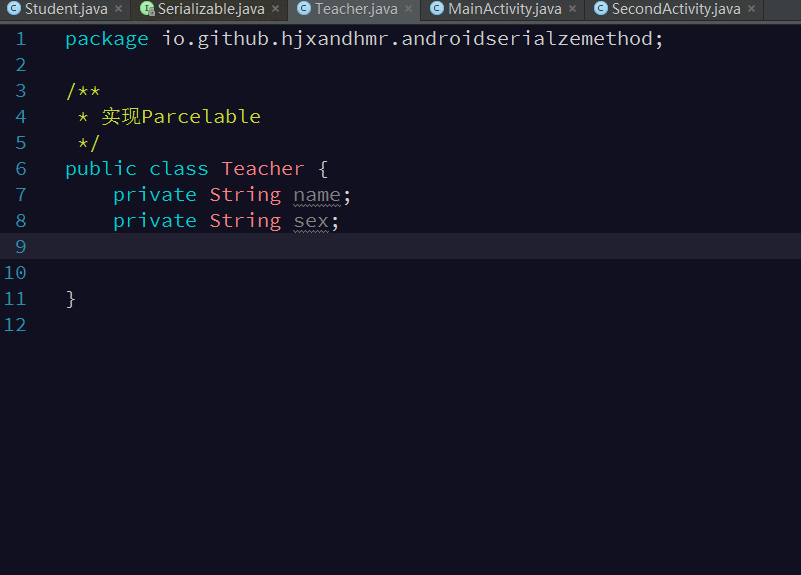 Student.java × Serializable.java × Teacher.java × MainActivity.java × SecondActivity.java ×
1 package io.github.hjxandhmr.androidserialzemethod;
2
3 /**
4 * 实现Parcelable
5 */
6 public class Teacher {
7 private String name;
8 private String sex;
9
10
11 }
12